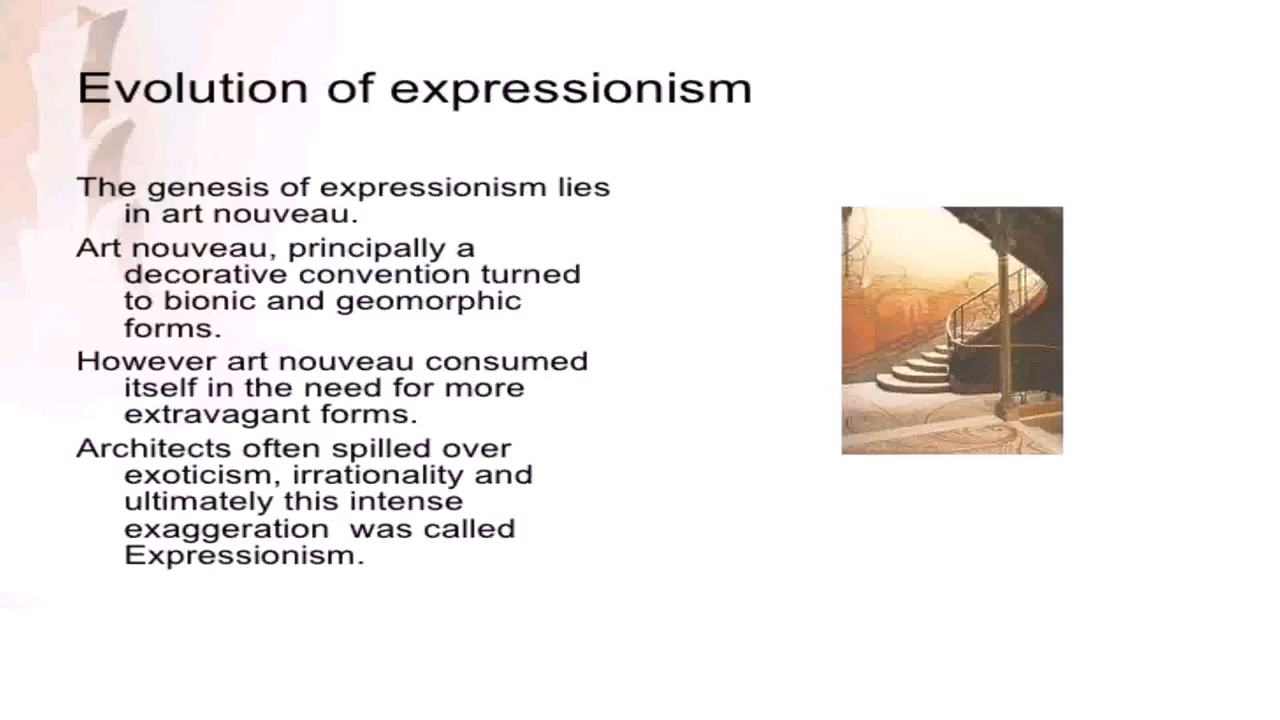 Evolution of expressionism
The genesis of expressionism lies
in art nouveau.
Art nouveau, principally a
decorative convention turned
to bionic and geomorphic
forms.
However art nouveau consumed
itself in the need for more
extravagant forms.
Architects often spilled over
exoticism, irrationality and
ultimately this intense
exaggeration  was called
Expressionism.